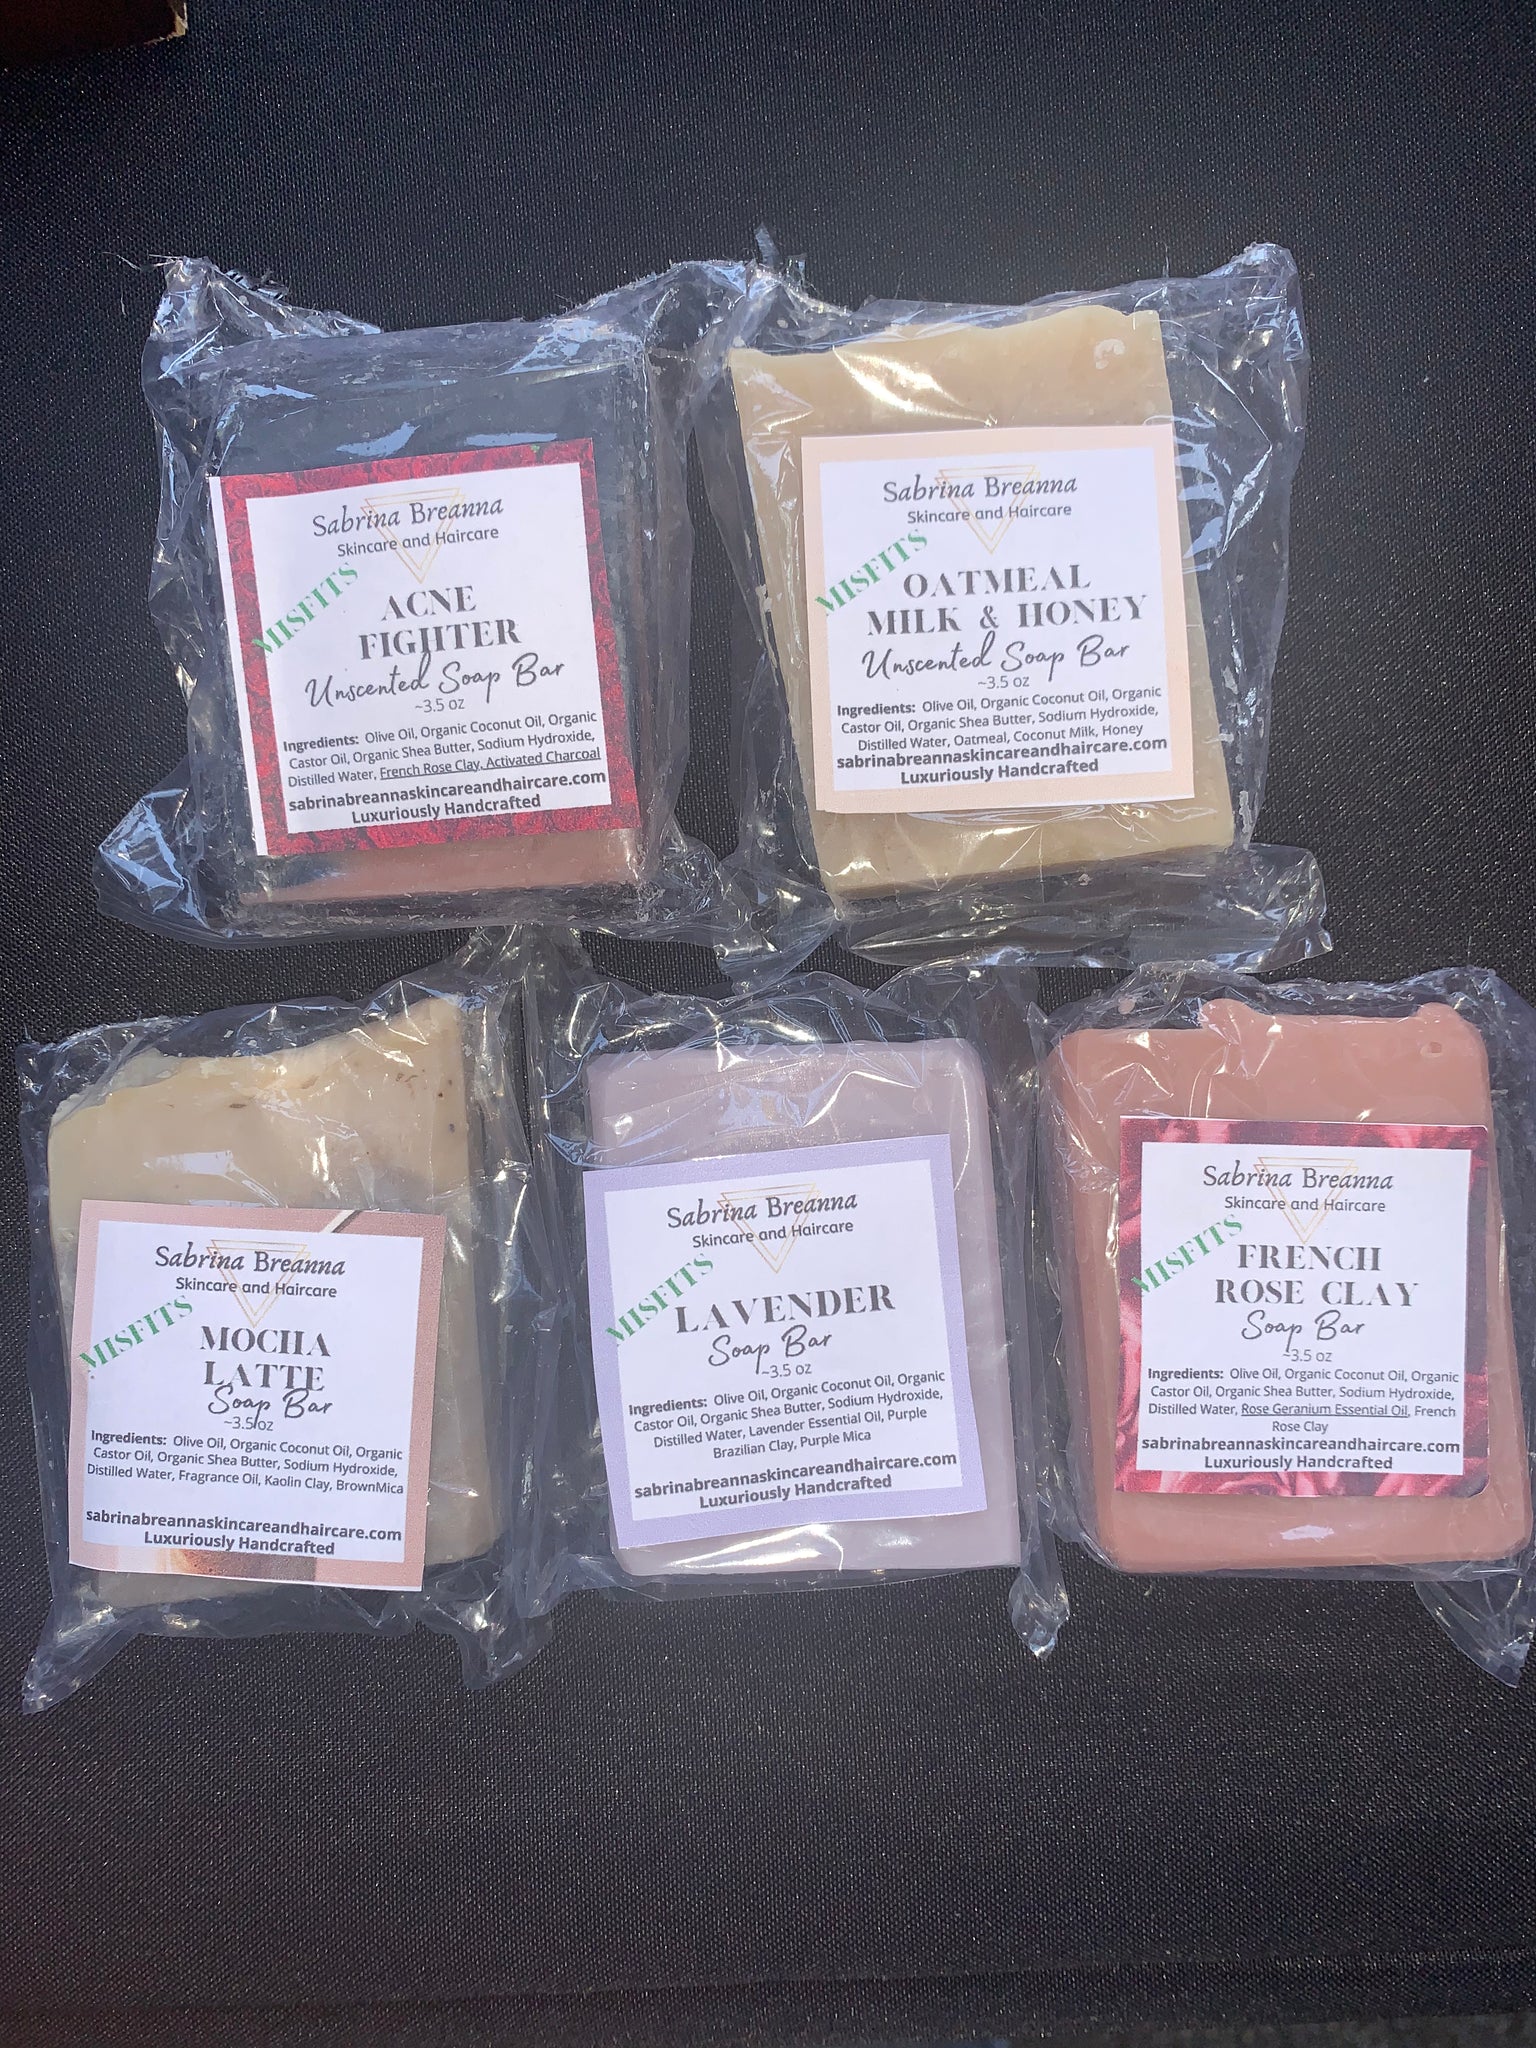 Sabrina Breanna
Skincare and Haircare
MISFITS
ACNE
FIGHTER
Unscented Soap Bar
~3.5 oz
Ingredients: Olive Oil, Organic Coconut Oil, Organic
Castor Oil, Organic Shea Butter, Sodium Hydroxide,
Distilled Water, French Rose Clay, Activated Charcoal
sabrinabreannaskincareandhaircare.com
Luxuriously Handcrafted
Sabrina Breanna
Skincare and Haircare
MISFITS
OATMEAL
MILK & HONEY
Unscented Soap Bar
~3.5 oz
Ingredients: Olive Oil, Organic Coconut Oil, Organic
Castor Oil, Organic Shea Butter, Sodium Hydroxide,
Distilled Water, Oatmeal, Coconut Milk, Honey
sabrinabreannaskincareandhaircare.com
Luxuriously Handcrafted
Sabrina Breanna
Skincare and Haircare
MISFITS
MOCHA
LATTE
Soap Bar
~3.5 oz
Ingredients: Olive Oil, Organic Coconut Oil, Organic
Castor Oil, Organic Shea Butter, Sodium Hydroxide,
Distilled Water, Fragrance Oil, Kaolin Clay, BrownMica
sabrinabreannaskincareandhaircare.com
Luxuriously Handcrafted
Sabrina Breanna
Skincare and Haircare
MISFITS
LAVENDER
Soap Bar
~3.5 oz
Ingredients: Olive Oil, Organic Coconut Oil, Organic
Castor Oil, Organic Shea Butter, Sodium Hydroxide,
Distilled Water, Lavender Essential Oil, Purple
Brazilian Clay, Purple Mica
sabrinabreannaskincareandhaircare.com
Luxuriously Handcrafted
Sabrina Breanna
Skincare and Haircare
MISFITS
FRENCH
ROSE CLAY
Soap Bar
~3.5 oz
Ingredients: Olive Oil, Organic Coconut Oil, Organic
Castor Oil, Organic Shea Butter, Sodium Hydroxide,
Distilled Water, Rose Geranium Essential Oil, French
Rose Clay
sabrinabreannaskincareandhaircare.com
Luxuriously Handcrafted